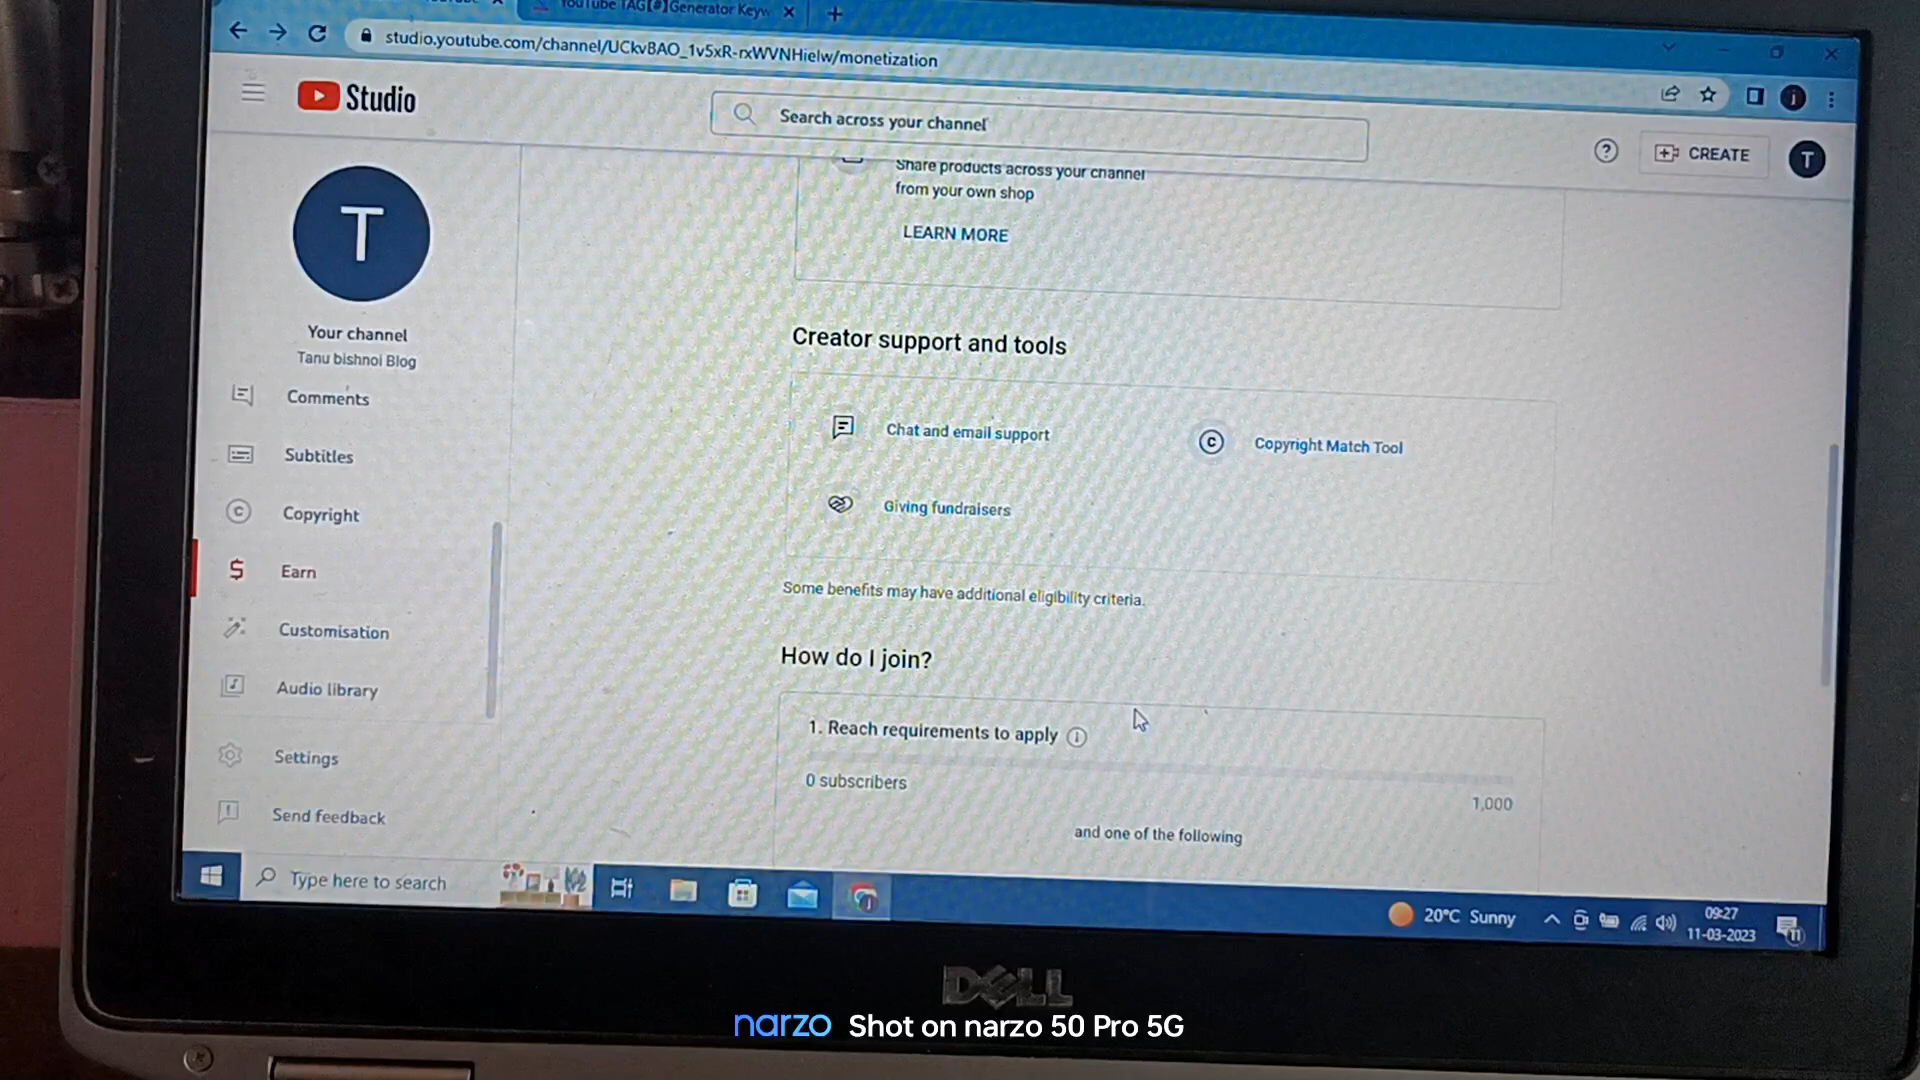 YouTube TAG[#]Generator Keyw
studio.youtube.com/channel/UCkvBAO_1v5xR-rxWVNHielw/monetization
Studio
Search across your channel
CREATE
T
T
Your channel
Tanu bishnoi Blog
Comments
Subtitles
Copyright
Earn
Customisation
Audio library
Settings
Send feedback
Share products across your channel
from your own shop
LEARN MORE
Creator support and tools
Chat and email support
Copyright Match Tool
Giving fundraisers
Some benefits may have additional eligibility criteria.
How do I join?
1. Reach requirements to apply
0 subscribers
1,000
and one of the following
Type here to search
20°C Sunny
09:27
11-03-2023
11
DELL
narzo Shot on narzo 50 Pro 5G